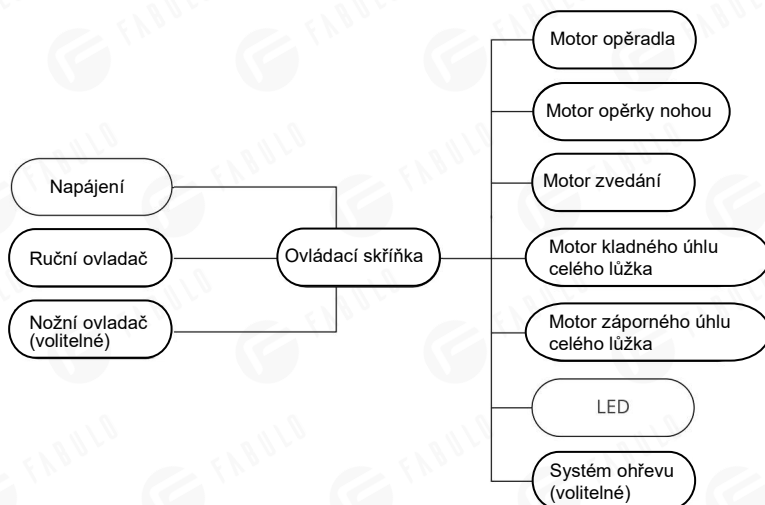 Motor opěradla
Motor opěrky nohou
Motor zvedání
Napájení
Ruční ovladač
Ovládací skříňka
Motor kladného úhlu
celého lůžka
Nožní ovladač
(volitelné)
Motor záporného úhlu
celého lůžka
LED
Systém ohřevu
(volitelné)
FABULO